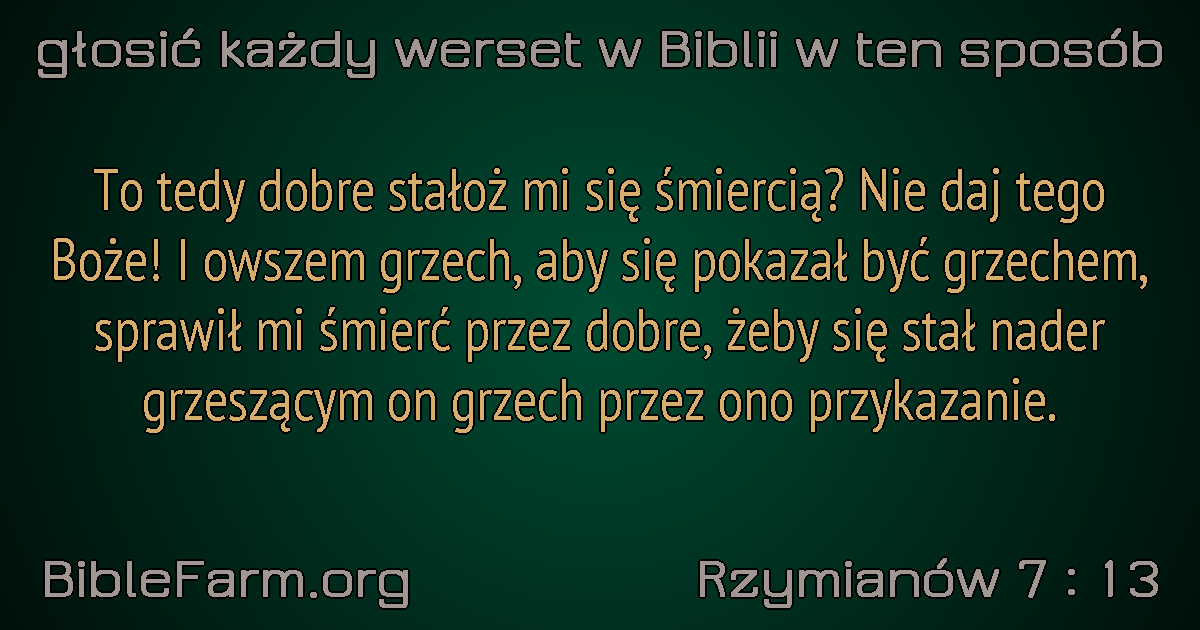 głosić każdy werset w Biblii w ten sposób
To tedy dobre stałoż mi się śmiercią? Nie daj tego
Boże! I owszem grzech, aby się pokazał być grzechem,
sprawił mi śmierć przez dobre, żeby się stał nader
grzeszącym on grzech przez ono przykazanie.
BibleFarm.org
Rzymianów 7 : 13